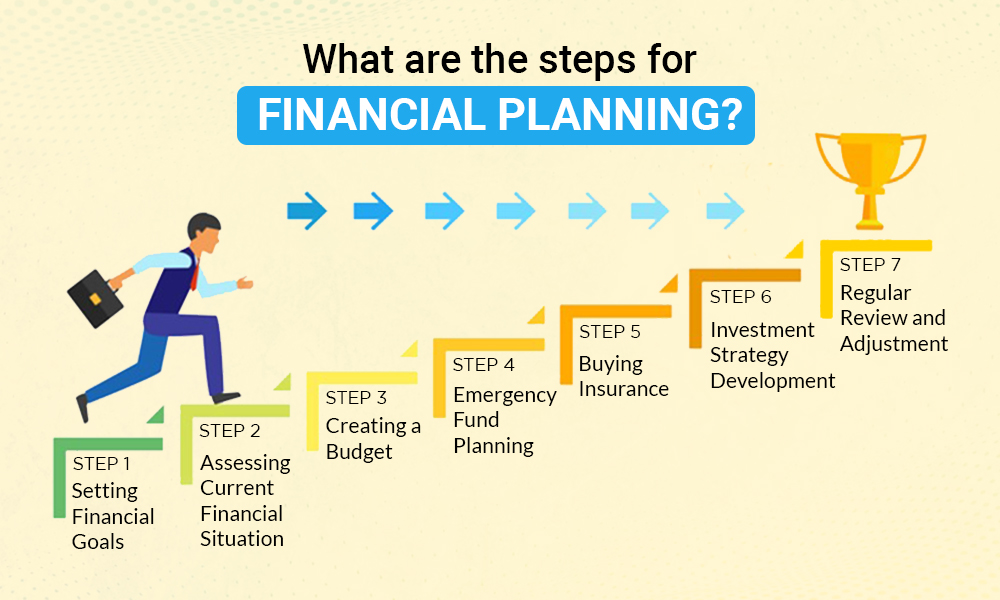 What are the steps for
FINANCIAL PLANNING?
STEP 1
Setting
Financial
Goals
STEP 2
Assessing
Current
Financial
Situation
STEP 3
Creating a
Budget
STEP 4
Emergency
Fund
Planning
STEP 5
Buying
Insurance
STEP 6
Investment
Strategy
Development
STEP 7
Regular
Review and
Adjustment